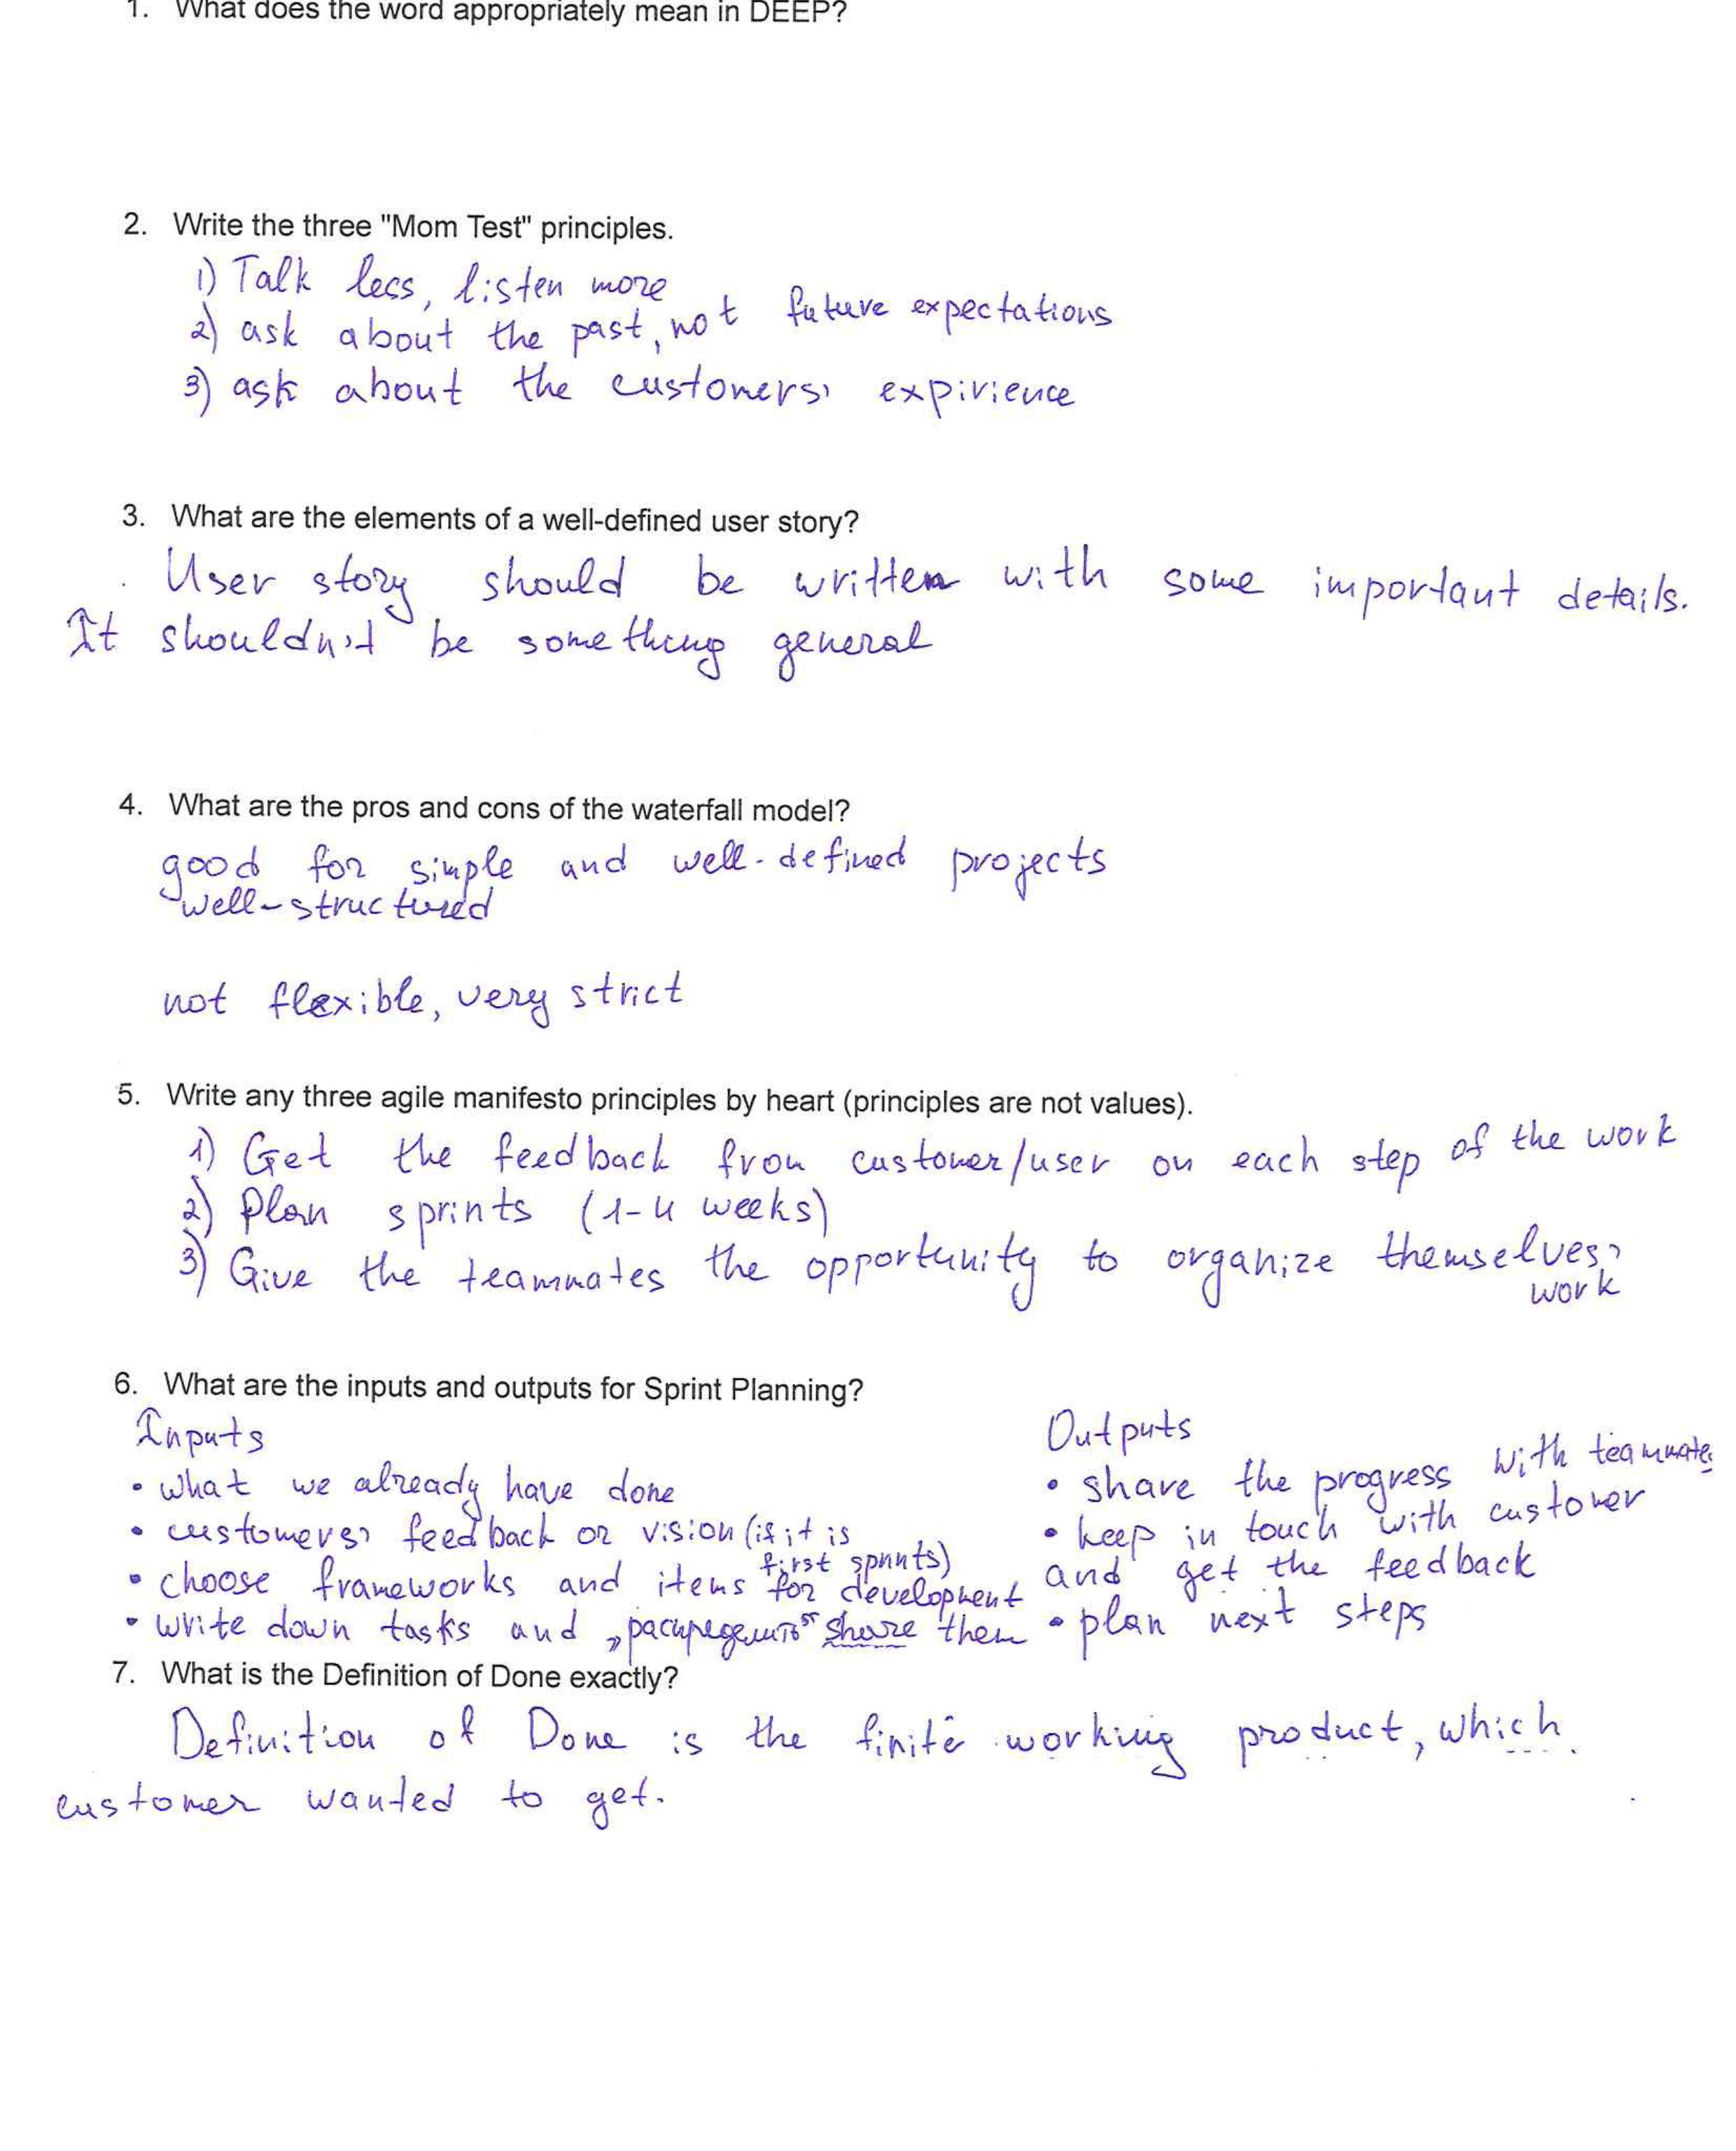 1. What does the word appropriately mean in DEEP?
2. Write the three "Mom Test" principles.
1) Talk less, listen more
2) ask about the past, not future expectations
3) ask about the customers' expirience
3. What are the elements of a well-defined user story?
User story should be written with some important details.
It shouldn't be something general
4. What are the pros and cons of the waterfall model?
good for simple and well-defined projects
well-structured
not flexible, very strict
5. Write any three agile manifesto principles by heart (principles are not values).
1) Get the feedback from customer/user on each step of the work
2) Plan sprints (1-4 weeks)
3) Give the teammates the opportunity to organize themselves'
work
6. What are the inputs and outputs for Sprint Planning?
Inputs
• what we already have done
• customers' feedback or vision (if it is
first sprints)
• choose frameworks and items for development
• write down tasks and „распределить" share them
Outputs
• share the progress with teammates
• keep in touch with customer
and get the feedback
• plan next steps
7. What is the Definition of Done exactly?
Definition of Done is the finite working product, which
customer wanted to get.